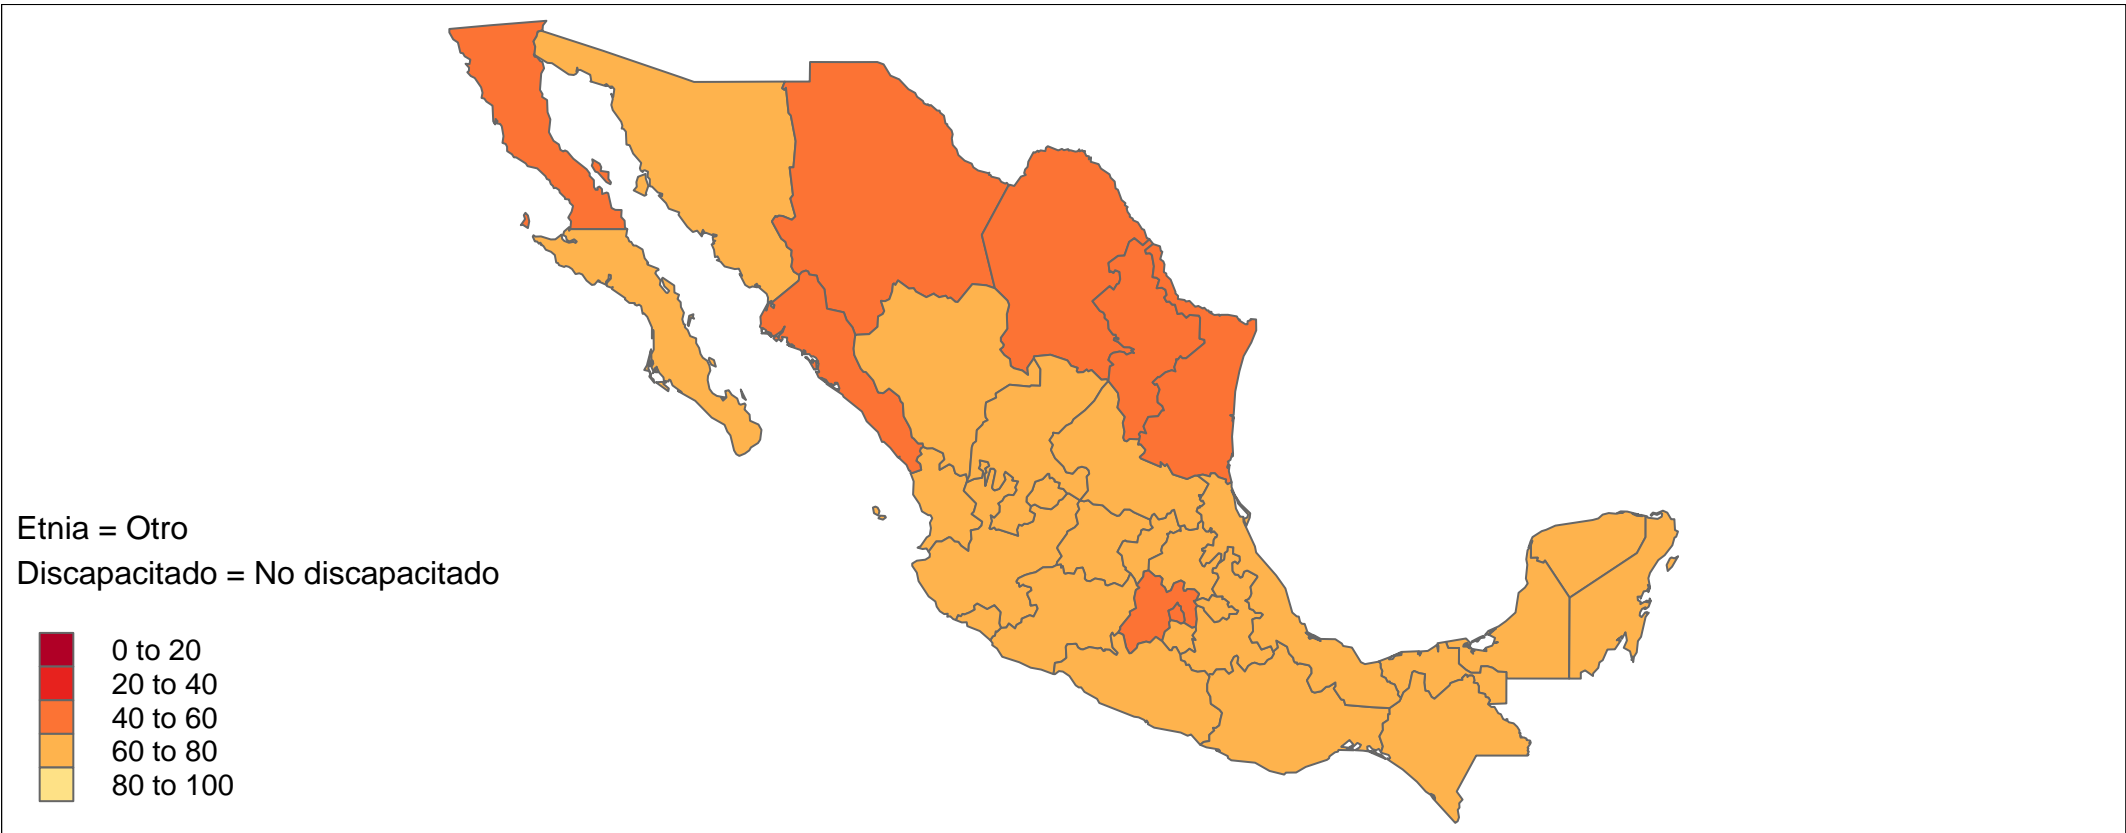 Etnia = Otro
Discapacitado = No discapacitado
0 to 20
20 to 40
40 to 60
60 to 80
80 to 100